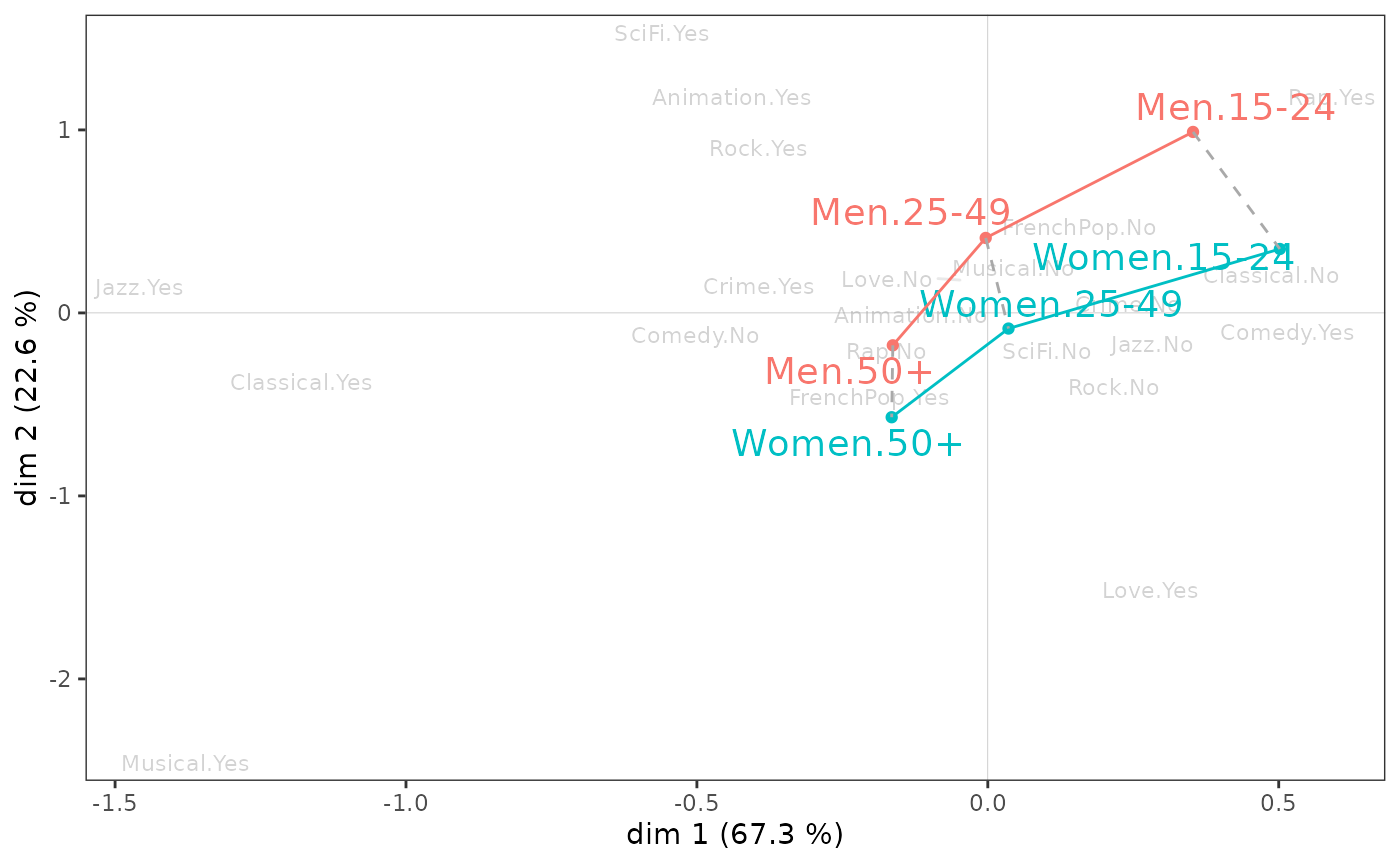 SciFi.Yes
Animation.Yes
Men.15-24
Rap.Yes
1
Rock.Yes
Men.25-49
FrenchPop.No
Women.15-24
Musical.No
Love.No
Classical.No
Jazz.Yes
Crime.Yes
Women.25-49
Crime.No
0
Animation.No
Comedy.No
Comedy.Yes
Rap.No
SciFi.No
Jazz.No
Men.50+
Classical.Yes
Rock.No
FrenchPop.Yes
Women.50+
-1
Love.Yes
-2
Musical.Yes
-1.5
-1.0
-0.5
0.0
0.5
dim 1 (67.3 %)
dim 2 (22.6 %)